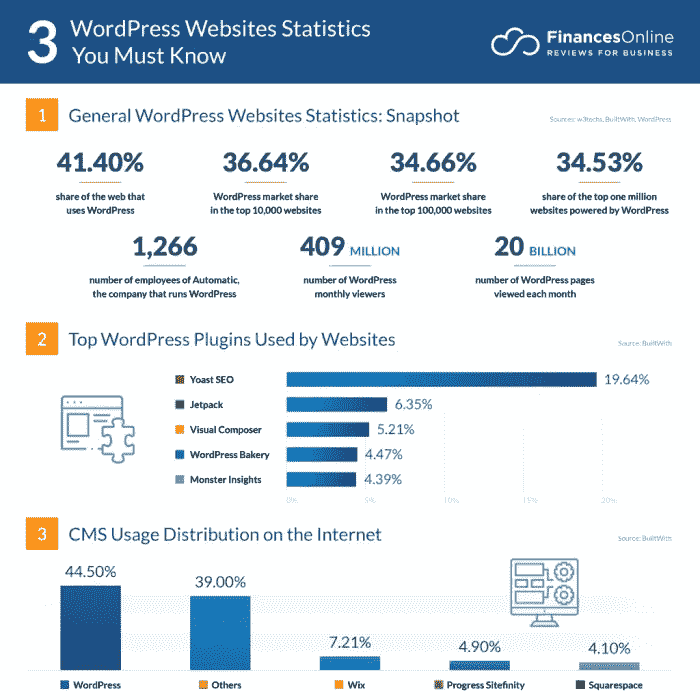 3
WordPress Websites Statistics
You Must Know
FinancesOnline
REVIEWS FOR BUSINESS
1
General WordPress Websites Statistics: Snapshot
Sources: w3techs, BuiltWith, WordPress
41.40%
share of the web that
uses WordPress
36.64%
WordPress market share
in the top 10,000 websites
34.66%
WordPress market share
in the top 100,000 websites
34.53%
share of the top one million
websites powered by WordPress
1,266
number of employees of Automatic,
the company that runs WordPress
409 MILLION
number of WordPress
monthly viewers
20 BILLION
number of WordPress pages
viewed each month
2
Top WordPress Plugins Used by Websites
Source: BuiltWith
Yoast SEO 19.64%
Jetpack 6.35%
Visual Composer 5.21%
WordPress Bakery 4.47%
Monster Insights 4.39%
0% 5% 10% 15% 20%
3
CMS Usage Distribution on the Internet
Source: BuiltWith
44.50% 39.00% 7.21% 4.90% 4.10%
WordPress Others Wix Progress Sitefinity Squarespace